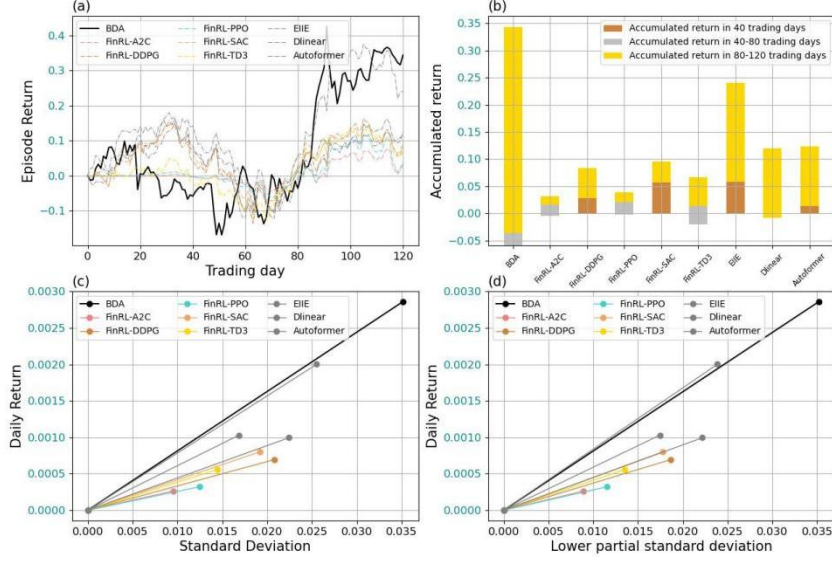 (a)
BDA
FinRL-A2C
FinRL-DDPG
FinRL-PPO
FinRL-SAC
FinRL-TD3
EIIE
Dlinear
Autoformer
0.4
0.3
0.2
0.1
0.0
−0.1
Episode Return
0
20
40
60
80
100
120
Trading day
(b)
Accumulated return in 40 trading days
Accumulated return in 40-80 trading days
Accumulated return in 80-120 trading days
0.35
0.30
0.25
0.20
0.15
0.10
0.05
0.00
−0.05
Accumulated return
BDA
FinRL-A2C
FinRL-DDPG
FinRL-PPO
FinRL-SAC
FinRL-TD3
EIIE
Dlinear
Autoformer
(c)
BDA
FinRL-A2C
FinRL-DDPG
FinRL-PPO
FinRL-SAC
FinRL-TD3
EIIE
Dlinear
Autoformer
0.0030
0.0025
0.0020
0.0015
0.0010
0.0005
0.0000
Daily Return
0.000
0.005
0.010
0.015
0.020
0.025
0.030
0.035
Standard Deviation
(d)
BDA
FinRL-A2C
FinRL-DDPG
FinRL-PPO
FinRL-SAC
FinRL-TD3
EIIE
Dlinear
Autoformer
0.0030
0.0025
0.0020
0.0015
0.0010
0.0005
0.0000
Daily Return
0.000
0.005
0.010
0.015
0.020
0.025
0.030
0.035
Lower partial standard deviation